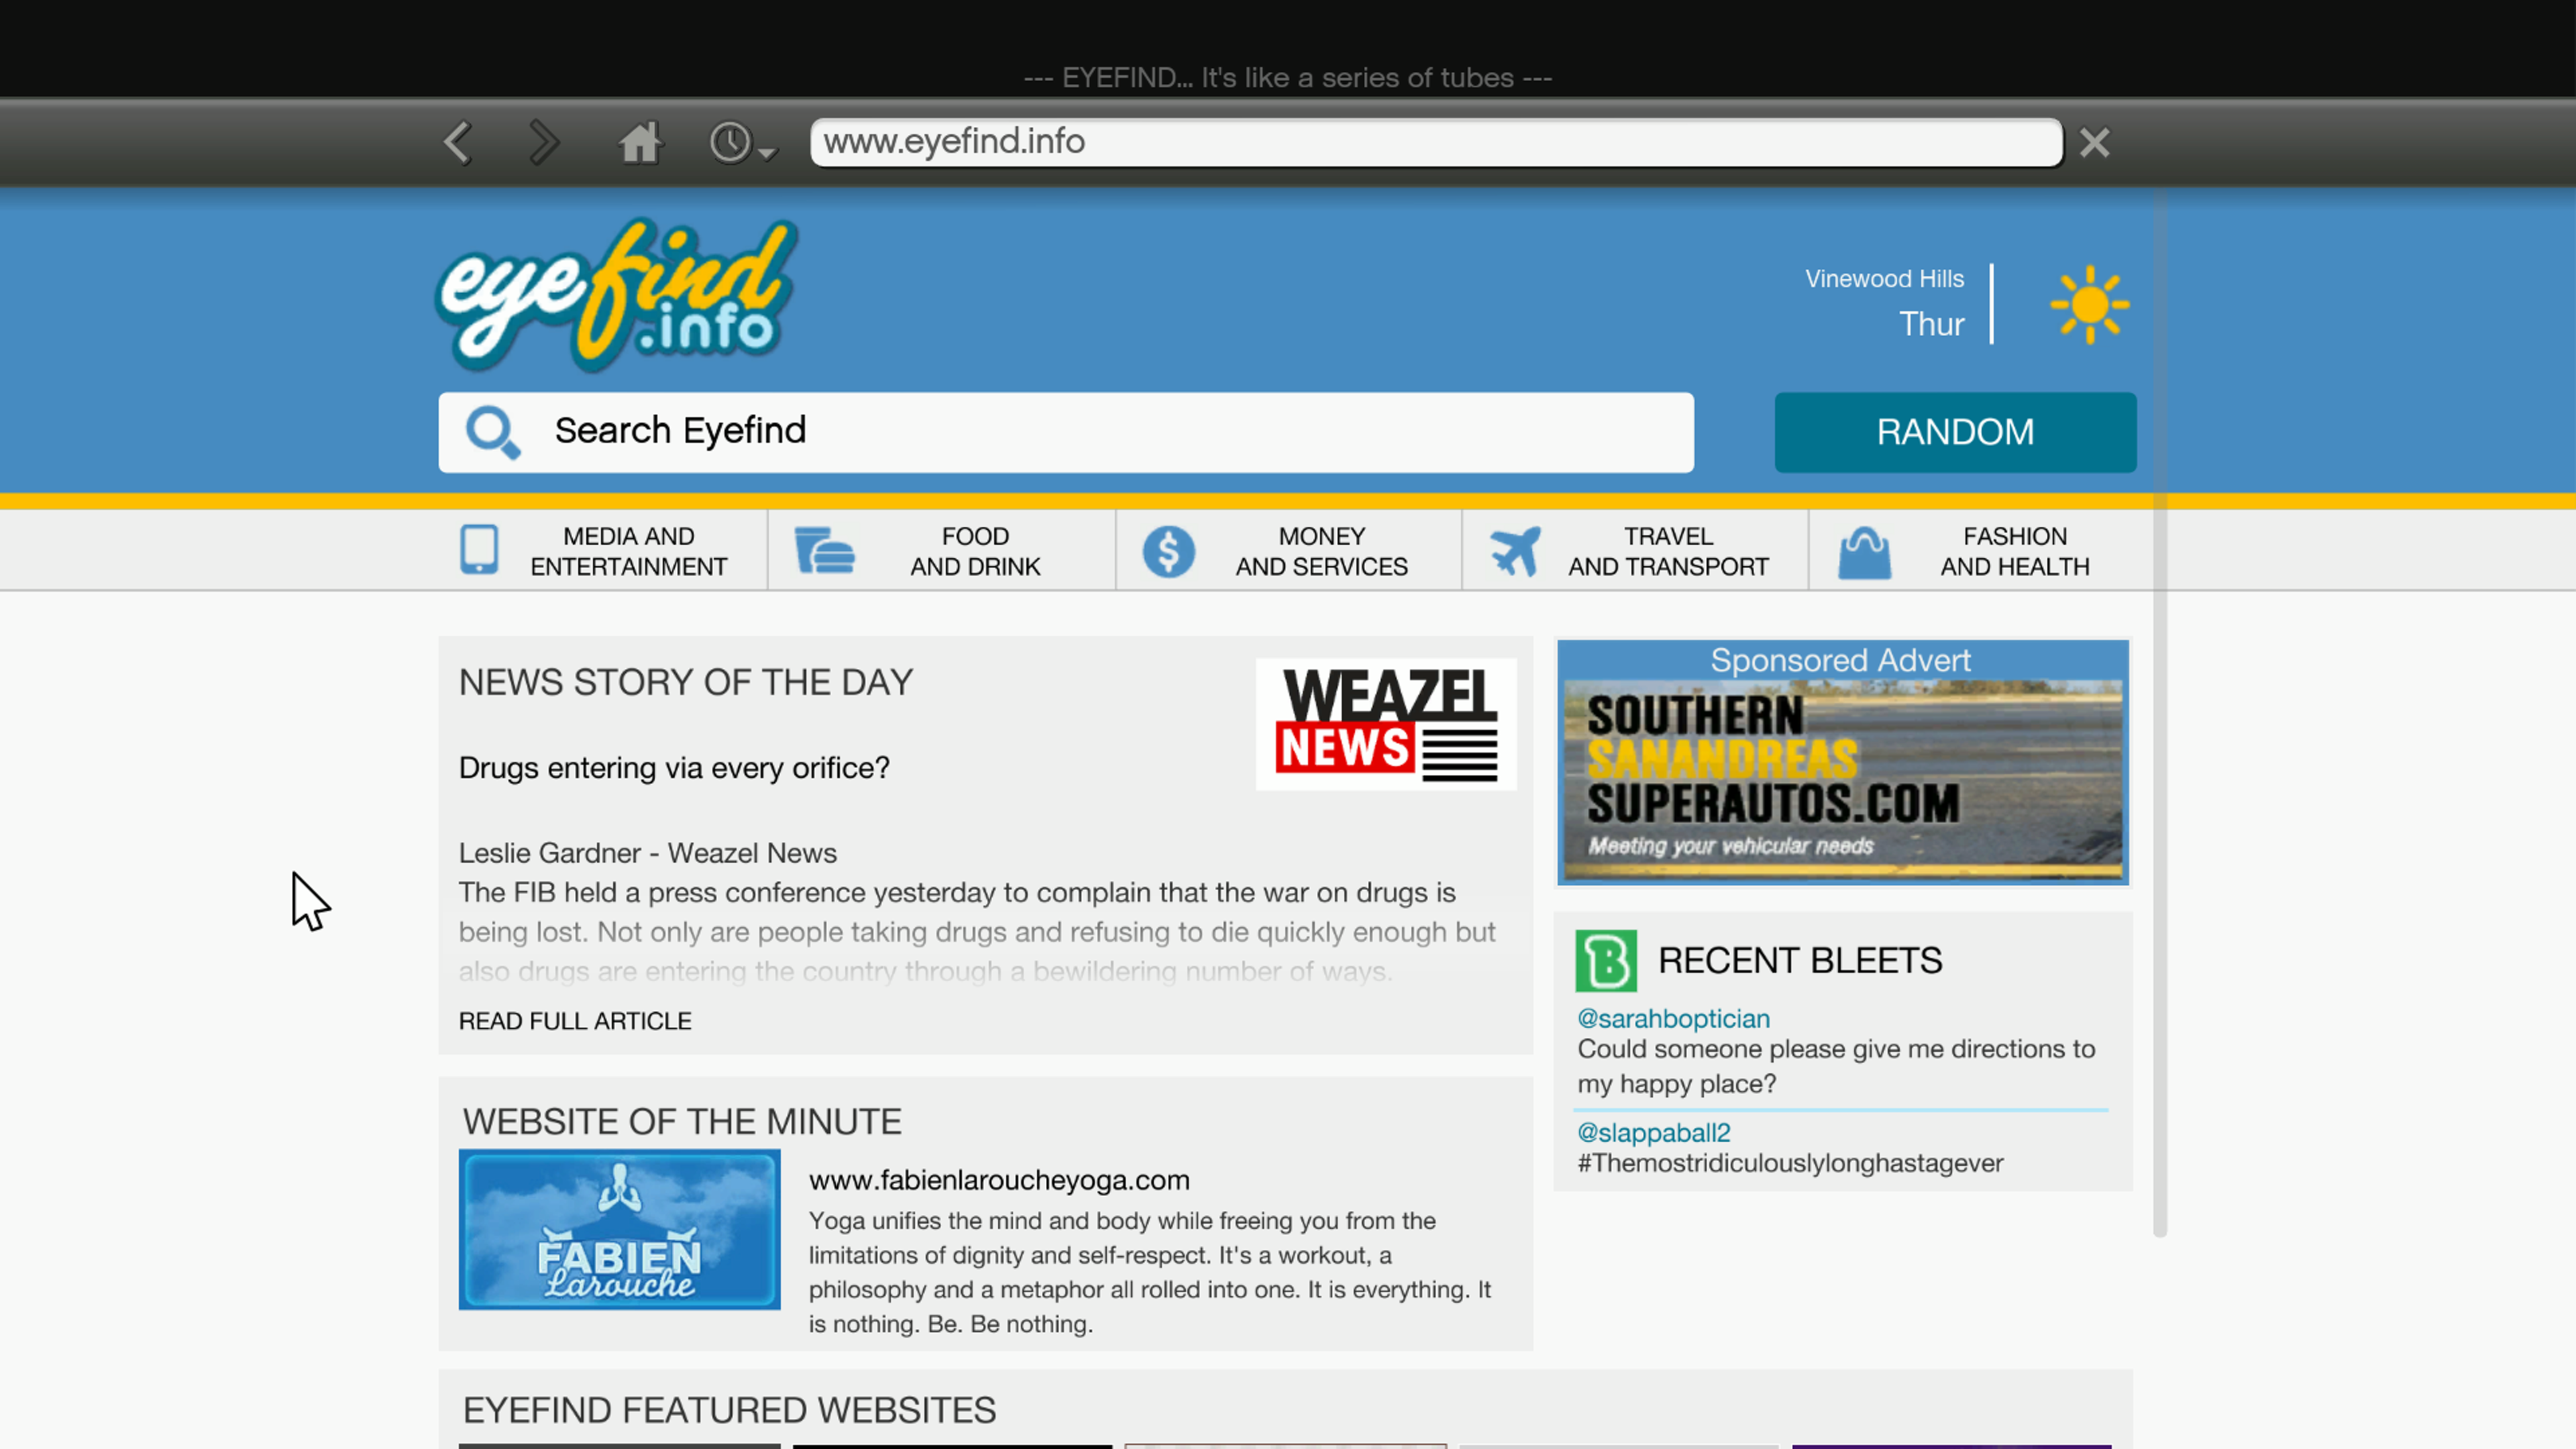 --- EYEFIND... It's like a series of tubes ---
www.eyefind.info
eyefind
.info
Vinewood Hills
Thur
Search Eyefind
RANDOM
MEDIA AND
ENTERTAINMENT
FOOD
AND DRINK
MONEY
AND SERVICES
TRAVEL
AND TRANSPORT
FASHION
AND HEALTH
NEWS STORY OF THE DAY
WEAZEL
NEWS
Drugs entering via every orifice?
Leslie Gardner - Weazel News
The FIB held a press conference yesterday to complain that the war on drugs is
being lost. Not only are people taking drugs and refusing to die quickly enough but
also drugs are entering the country through a bewildering number of ways.
READ FULL ARTICLE
Sponsored Advert
SOUTHERN
SANANDREAS
SUPERAUTOS.COM
Meeting your vehicular needs
B RECENT BLEETS
@sarahboptician
Could someone please give me directions to
my happy place?
@slappaball2
#Themostridiculouslylonghastagever
WEBSITE OF THE MINUTE
FABIEN
Larouche
www.fabienlaroucheyoga.com
Yoga unifies the mind and body while freeing you from the
limitations of dignity and self-respect. It's a workout, a
philosophy and a metaphor all rolled into one. It is everything. It
is nothing. Be. Be nothing.
EYEFIND FEATURED WEBSITES